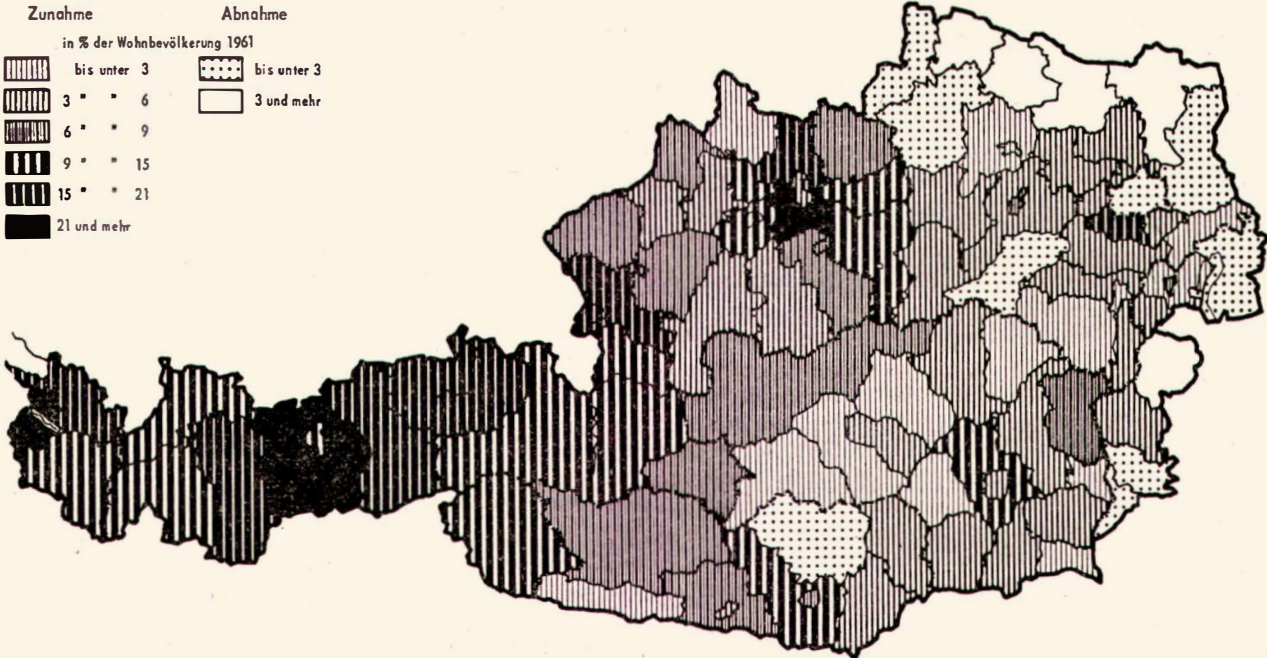 Zunahme Abnahme
in % der Wohnbevölkerung 1961
bis unter 3 bis unter 3
3 " " 6 3 und mehr
6 " " 9
9 " " 15
15 " " 21
21 und mehr